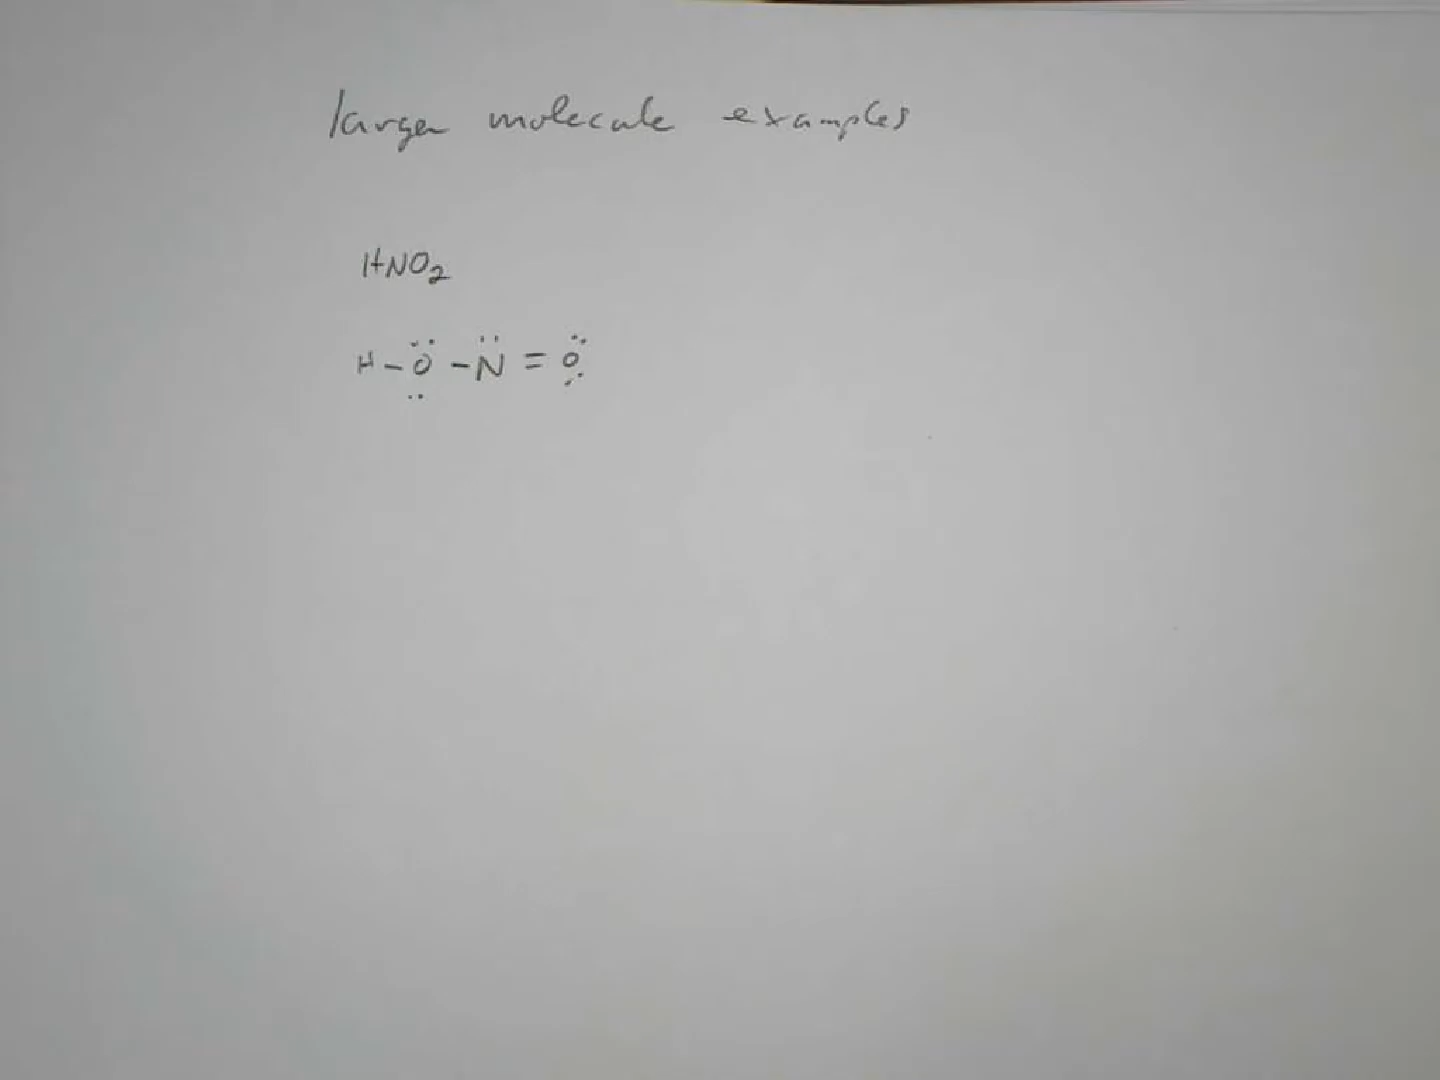 larger molecule examples
HNO₂
H - Ö - N̈ = Ö